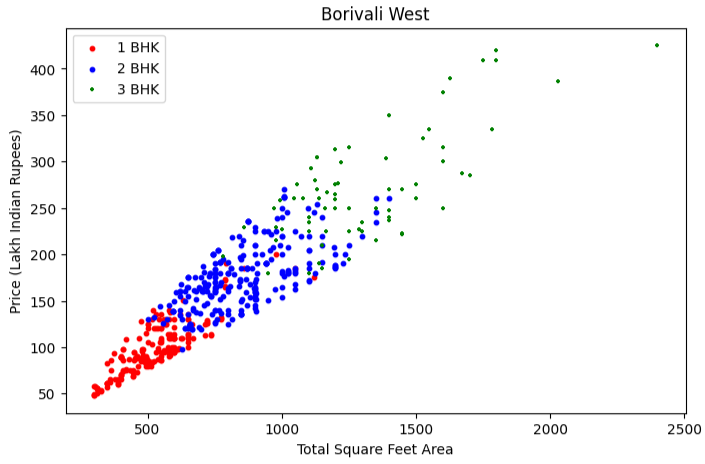 Borivali West
1 BHK
2 BHK
3 BHK
Price (Lakh Indian Rupees)
400
350
300
250
200
150
100
50
500
1000
1500
2000
2500
Total Square Feet Area